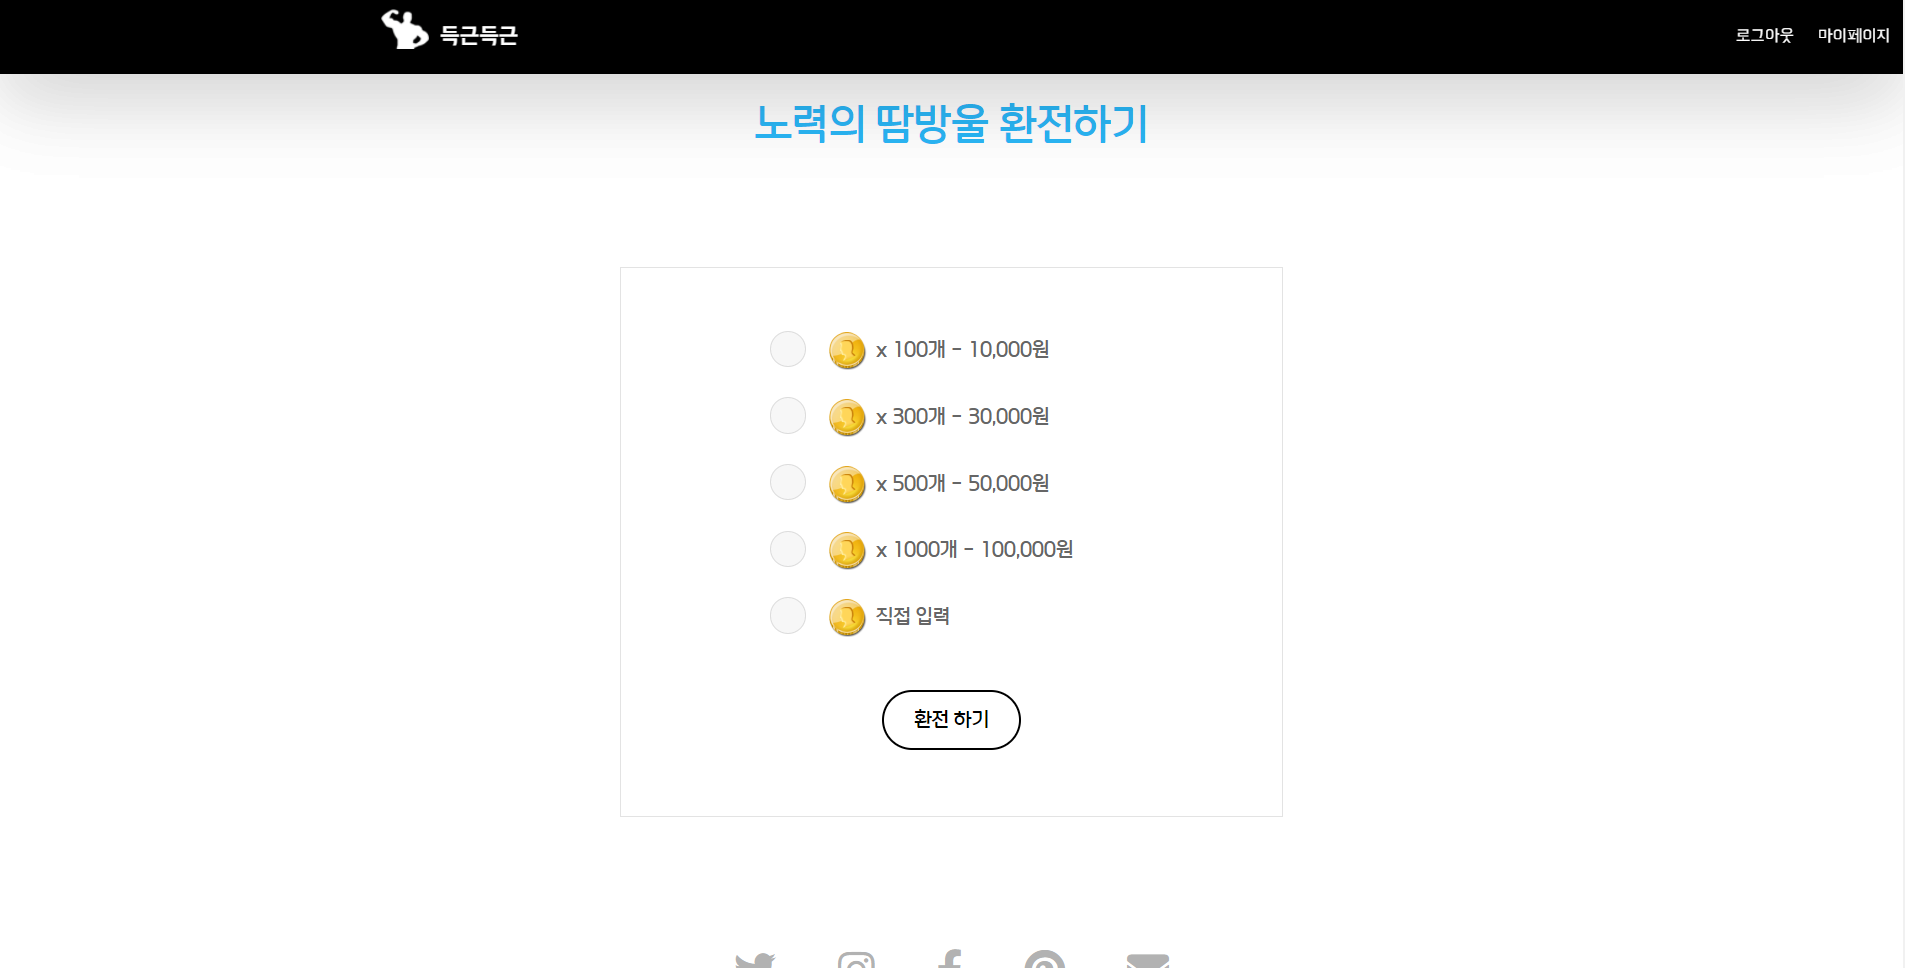 득근득근
로그아웃 마이페이지
노력의 땀방울 환전하기
x 100개 - 10,000원
x 300개 - 30,000원
x 500개 - 50,000원
x 1000개 - 100,000원
직접 입력
환전 하기